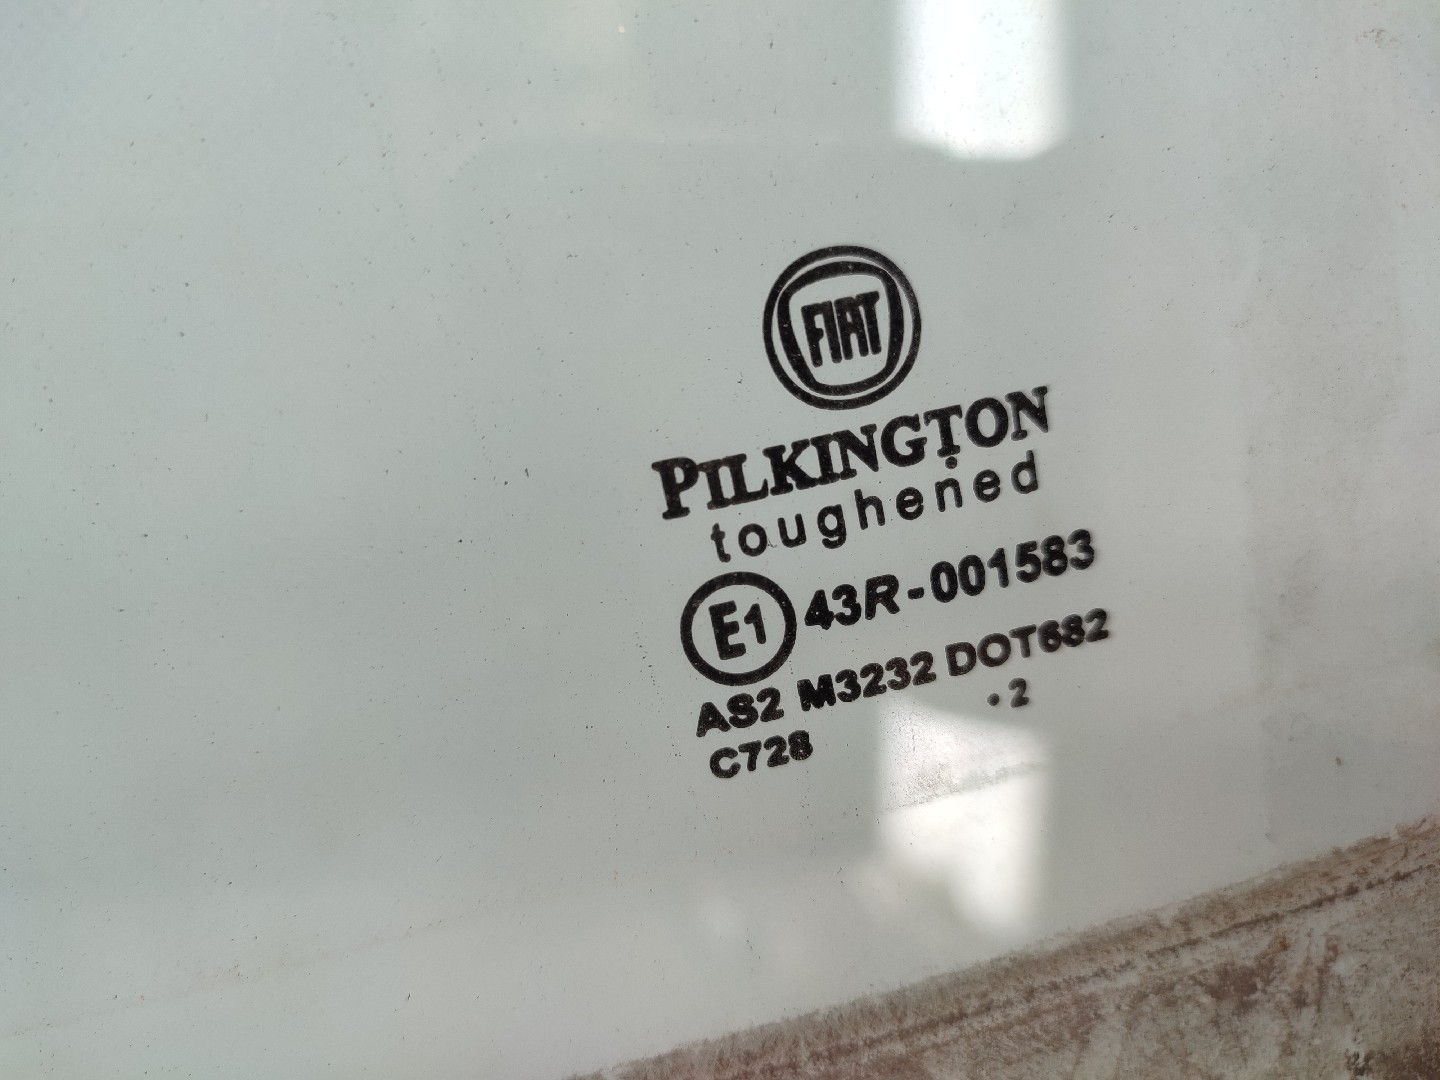 FIAT
PILKINGTON
toughened
E1 43R-001583
AS2 M3232 DOT682
C728 .2